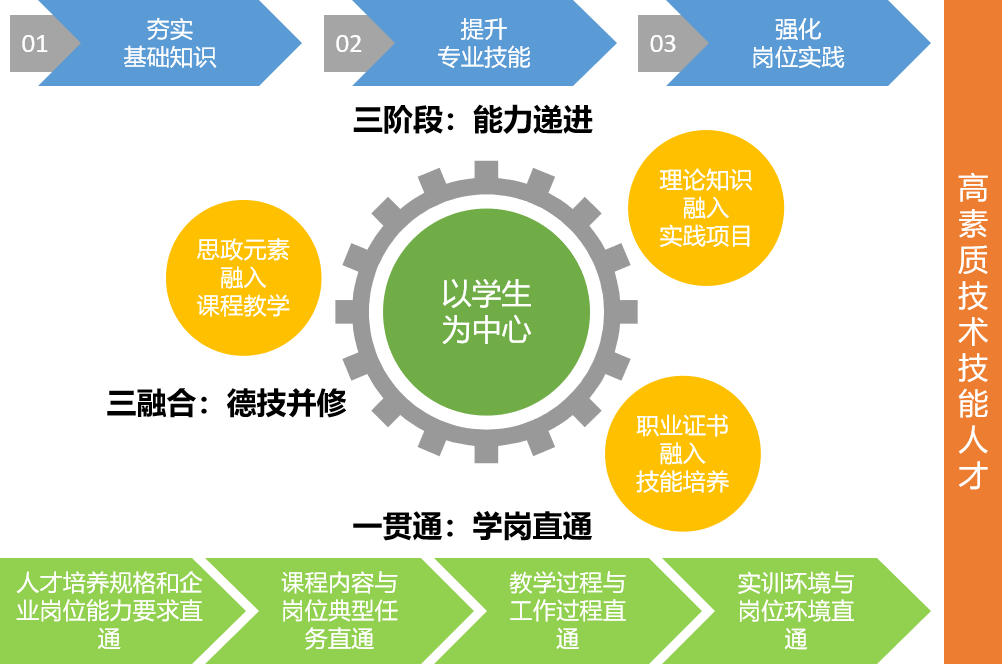 01
夯实
基础知识
02
提升
专业技能
03
强化
岗位实践
三阶段：能力递进
理论知识
融入
实践项目
思政元素
融入
课程教学
以学生
为中心
三融合：德技并修
职业证书
融入
技能培养
一贯通：学岗直通
人才培养规格和企
业岗位能力要求直
通
课程内容与
岗位典型任
务直通
教学过程与
工作过程直
通
实训环境与
岗位环境直
通
高
素
质
技
术
技
能
人
才